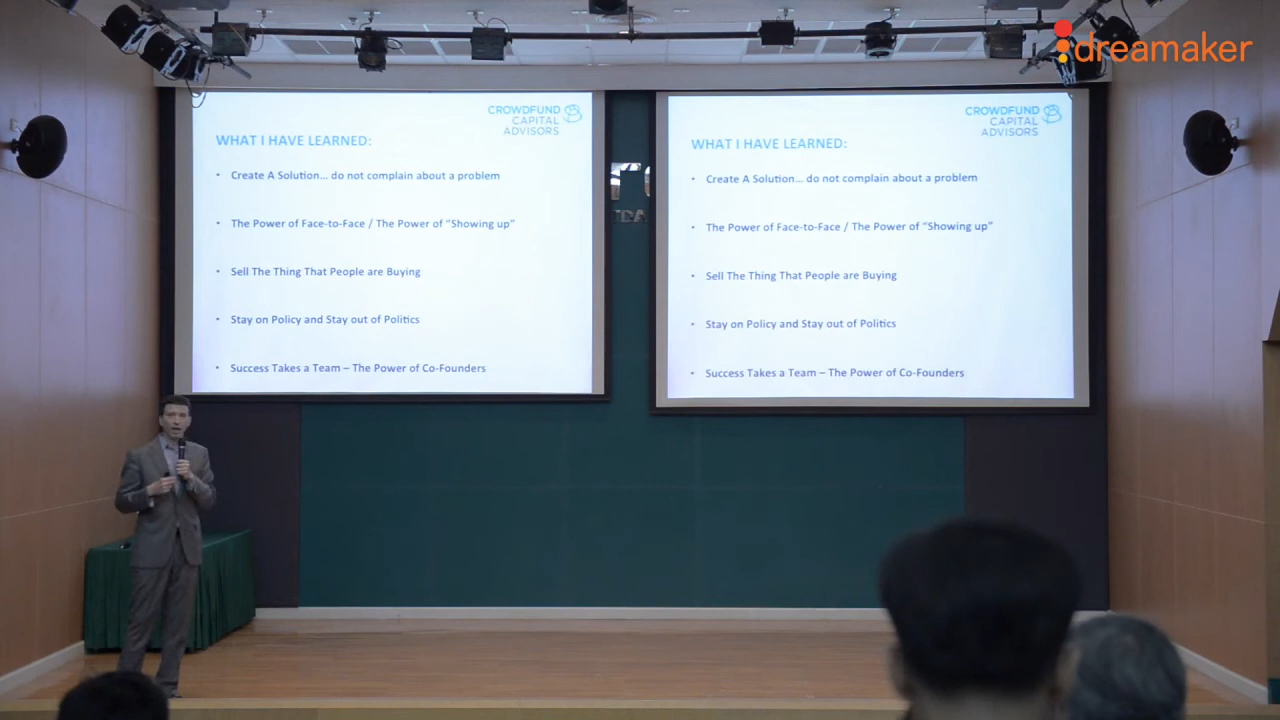 dreamaker
CROWDFUND
CAPITAL
ADVISORS
WHAT I HAVE LEARNED:
• Create A Solution... do not complain about a problem
• The Power of Face-to-Face / The Power of “Showing up”
• Sell The Thing That People are Buying
• Stay on Policy and Stay out of Politics
• Success Takes a Team – The Power of Co-Founders
CROWDFUND
CAPITAL
ADVISORS
WHAT I HAVE LEARNED:
• Create A Solution... do not complain about a problem
• The Power of Face-to-Face / The Power of “Showing up”
• Sell The Thing That People are Buying
• Stay on Policy and Stay out of Politics
• Success Takes a Team – The Power of Co-Founders